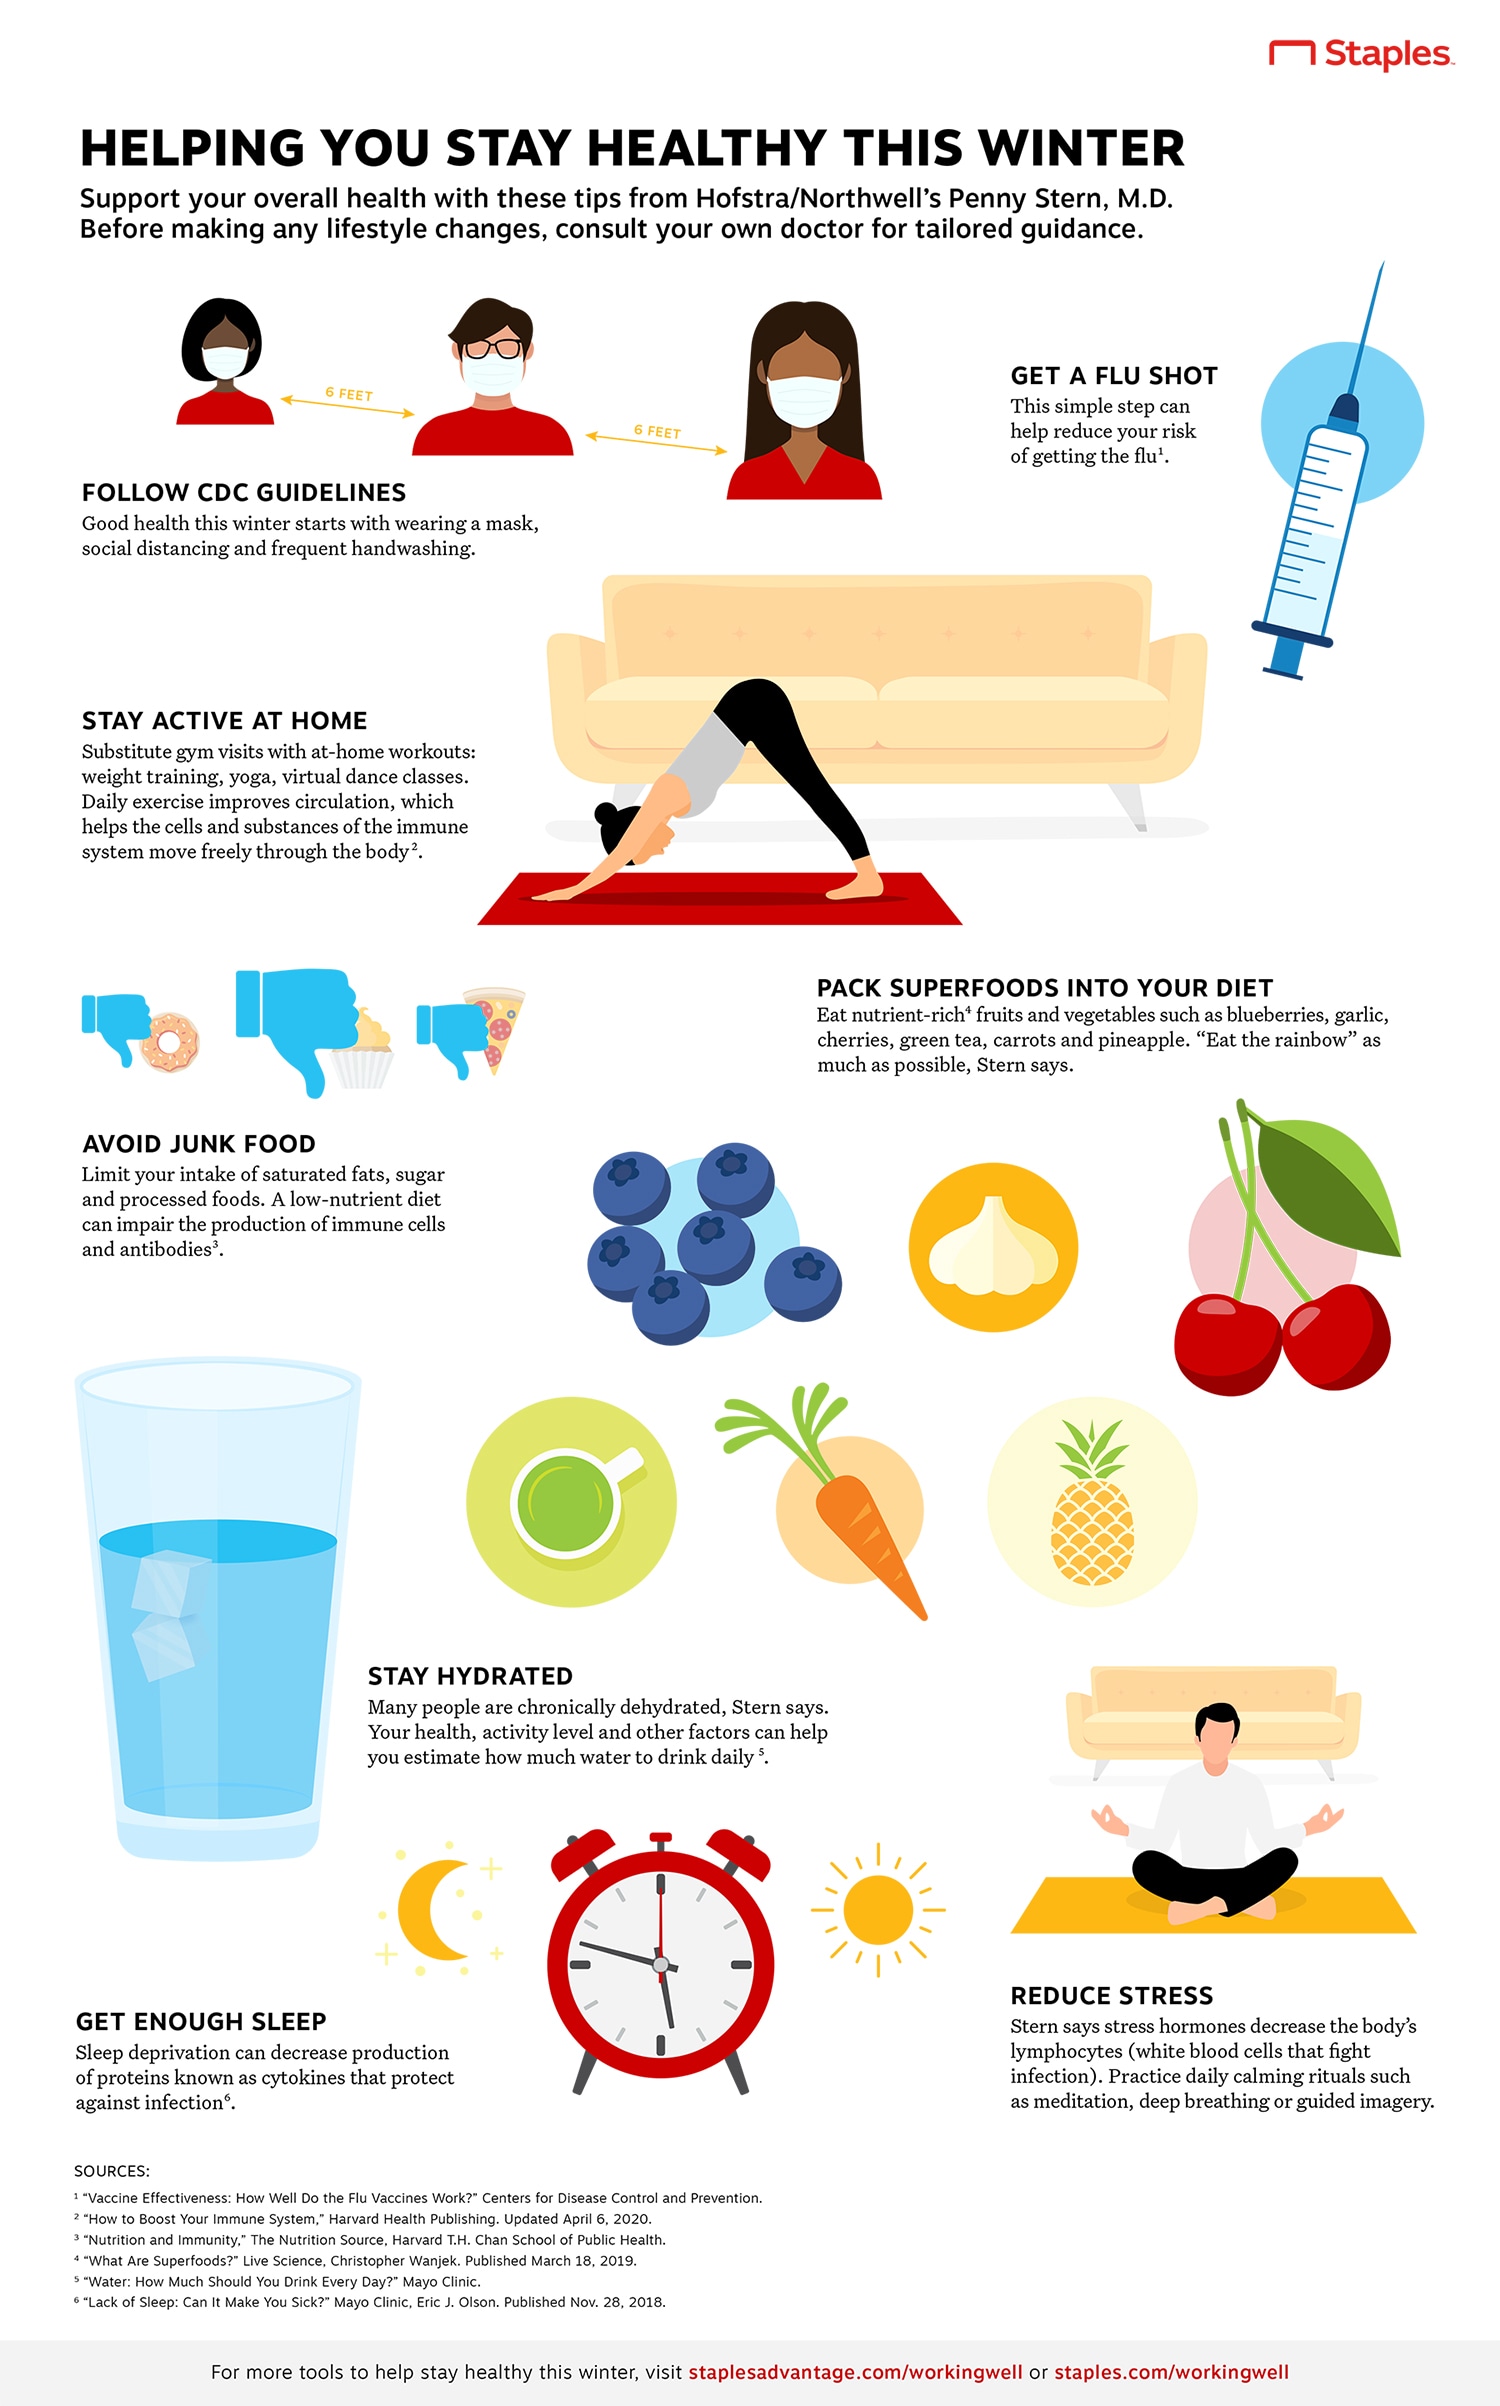 Staples
HELPING YOU STAY HEALTHY THIS WINTER
Support your overall health with these tips from Hofstra/Northwell’s Penny Stern, M.D.
Before making any lifestyle changes, consult your own doctor for tailored guidance.
6 FEET
6 FEET
FOLLOW CDC GUIDELINES
Good health this winter starts with wearing a mask,
social distancing and frequent handwashing.
GET A FLU SHOT
This simple step can
help reduce your risk
of getting the flu¹.
STAY ACTIVE AT HOME
Substitute gym visits with at-home workouts:
weight training, yoga, virtual dance classes.
Daily exercise improves circulation, which
helps the cells and substances of the immune
system move freely through the body².
AVOID JUNK FOOD
Limit your intake of saturated fats, sugar
and processed foods. A low-nutrient diet
can impair the production of immune cells
and antibodies³.
PACK SUPERFOODS INTO YOUR DIET
Eat nutrient-rich⁴ fruits and vegetables such as blueberries, garlic,
cherries, green tea, carrots and pineapple. “Eat the rainbow” as
much as possible, Stern says.
STAY HYDRATED
Many people are chronically dehydrated, Stern says.
Your health, activity level and other factors can help
you estimate how much water to drink daily ⁵.
GET ENOUGH SLEEP
Sleep deprivation can decrease production
of proteins known as cytokines that protect
against infection⁶.
REDUCE STRESS
Stern says stress hormones decrease the body’s
lymphocytes (white blood cells that fight
infection). Practice daily calming rituals such
as meditation, deep breathing or guided imagery.
SOURCES:
¹ “Vaccine Effectiveness: How Well Do the Flu Vaccines Work?” Centers for Disease Control and Prevention.
² “How to Boost Your Immune System,” Harvard Health Publishing. Updated April 6, 2020.
³ “Nutrition and Immunity,” The Nutrition Source, Harvard T.H. Chan School of Public Health.
⁴ “What Are Superfoods?” Live Science, Christopher Wanjek. Published March 18, 2019.
⁵ “Water: How Much Should You Drink Every Day?” Mayo Clinic.
⁶ “Lack of Sleep: Can It Make You Sick?” Mayo Clinic, Eric J. Olson. Published Nov. 28, 2018.
For more tools to help stay healthy this winter, visit staplesadvantage.com/workingwell or staples.com/workingwell